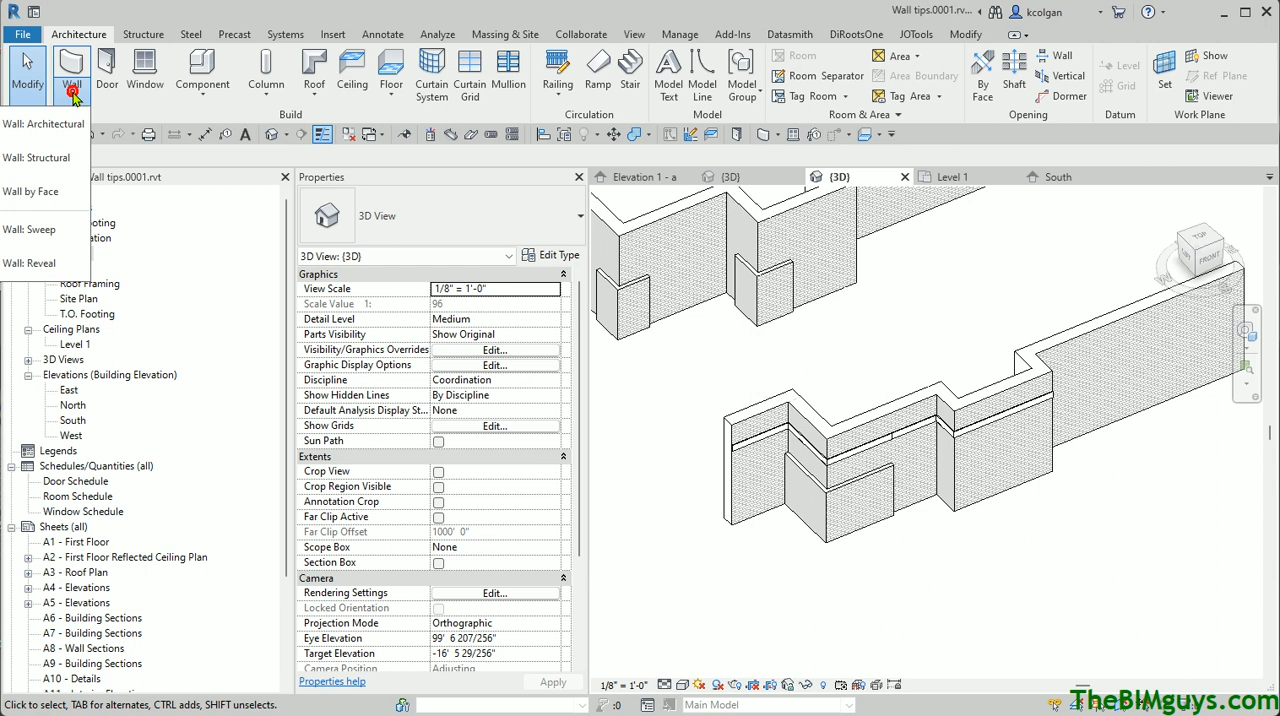 Wall tips.0001.rv...
kcolgan
File
Architecture
Structure
Steel
Precast
Systems
Insert
Annotate
Analyze
Massing & Site
Collaborate
View
Manage
Add-Ins
Datasmith
DiRootsOne
JOTools
Modify
Modify
Wall
Door
Window
Component
Column
Roof
Ceiling
Floor
Curtain System
Curtain Grid
Mullion
Railing
Ramp
Stair
Model Text
Model Line
Model Group
Room
Room Separator
Tag Room
Area
Area Boundary
Tag Area
By Face
Shaft
Wall
Vertical
Dormer
Level
Grid
Set
Show
Ref Plane
Viewer
Build
Circulation
Model
Room & Area
Opening
Datum
Work Plane
Wall: Architectural
Wall: Structural
Wall by Face
Wall: Sweep
Wall: Reveal
Wall tips.0001.rvt
Roof Framing
Site Plan
T.O. Footing
Ceiling Plans
Level 1
3D Views
Elevations (Building Elevation)
East
North
South
West
Legends
Schedules/Quantities (all)
Door Schedule
Room Schedule
Window Schedule
Sheets (all)
A1 - First Floor
A2 - First Floor Reflected Ceiling Plan
A3 - Roof Plan
A4 - Elevations
A5 - Elevations
A6 - Building Sections
A7 - Building Sections
A8 - Wall Sections
A9 - Building Sections
A10 - Details
Properties
3D View
3D View: {3D}
Edit Type
Graphics
View Scale 1/8" = 1'-0"
Scale Value 1: 96
Detail Level Medium
Parts Visibility Show Original
Visibility/Graphics Overrides Edit...
Graphic Display Options Edit...
Discipline Coordination
Show Hidden Lines By Discipline
Default Analysis Display St... None
Show Grids Edit...
Sun Path
Extents
Crop View
Crop Region Visible
Annotation Crop
Far Clip Active
Far Clip Offset 1000' 0"
Scope Box None
Section Box
Camera
Rendering Settings Edit...
Locked Orientation
Projection Mode Orthographic
Eye Elevation 99' 6 207/256"
Target Elevation -16' 5 29/256"
Camera Position Adjusting
Properties help
Apply
Elevation 1 - a
{3D}
{3D}
Level 1
South
TOP
FRONT
1/8" = 1'-0"
Click to select, TAB for alternates, CTRL adds, SHIFT unselects.
:0
Main Model
TheBIMguys.com